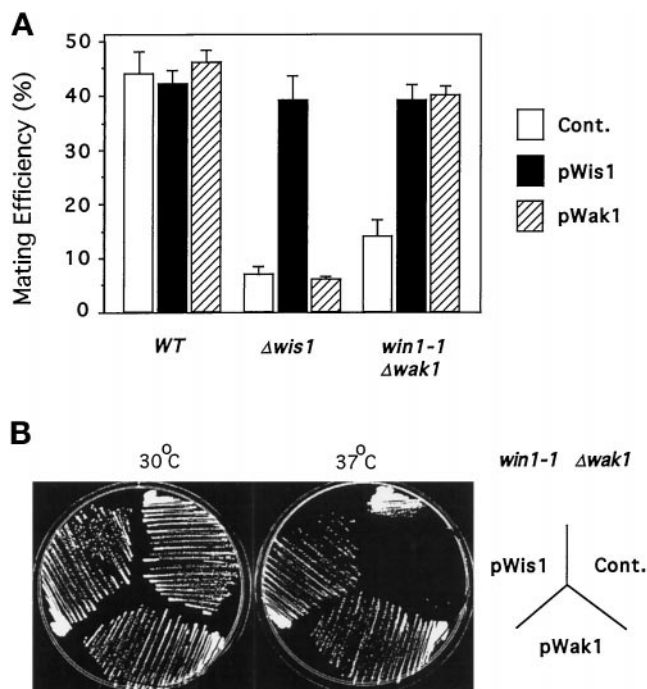 A
Mating Efficiency (%)
50
40
30
20
10
0
WT
Δwis1
win1-1
Δwak1
Cont.
pWis1
pWak1
B
30°C
37°C
win1-1 Δwak1
pWis1
Cont.
pWak1